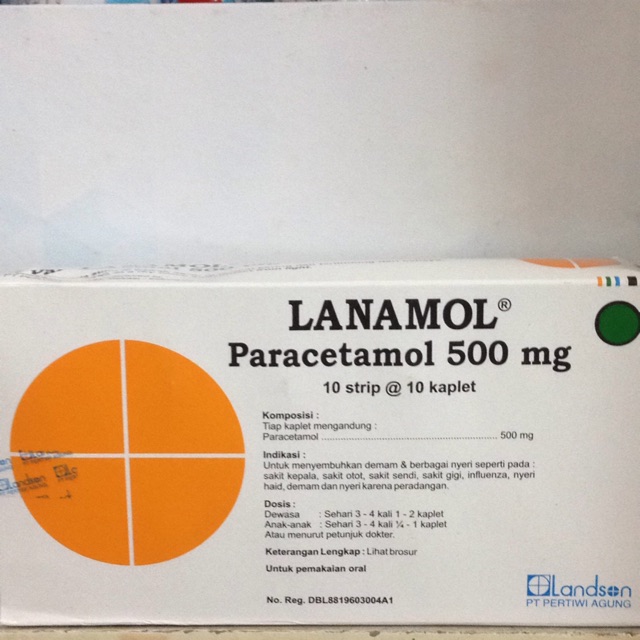 LANAMOL®
Paracetamol 500 mg
10 strip @ 10 kaplet
Komposisi :
Tiap kaplet mengandung :
Paracetamol ................................................................ 500 mg
Indikasi :
Untuk menyembuhkan demam & berbagai nyeri seperti pada :
sakit kepala, sakit otot, sakit sendi, sakit gigi, influenza, nyeri
haid, demam dan nyeri karena peradangan.
Dosis :
Dewasa : Sehari 3 - 4 kali 1 - 2 kaplet
Anak-anak : Sehari 3 - 4 kali ¼ - 1 kaplet
Atau menurut petunjuk dokter.
Keterangan Lengkap : Lihat brosur
Untuk pemakaian oral
No. Reg. DBL8819603004A1
Landson
PT PERTIWI AGUNG
Landson